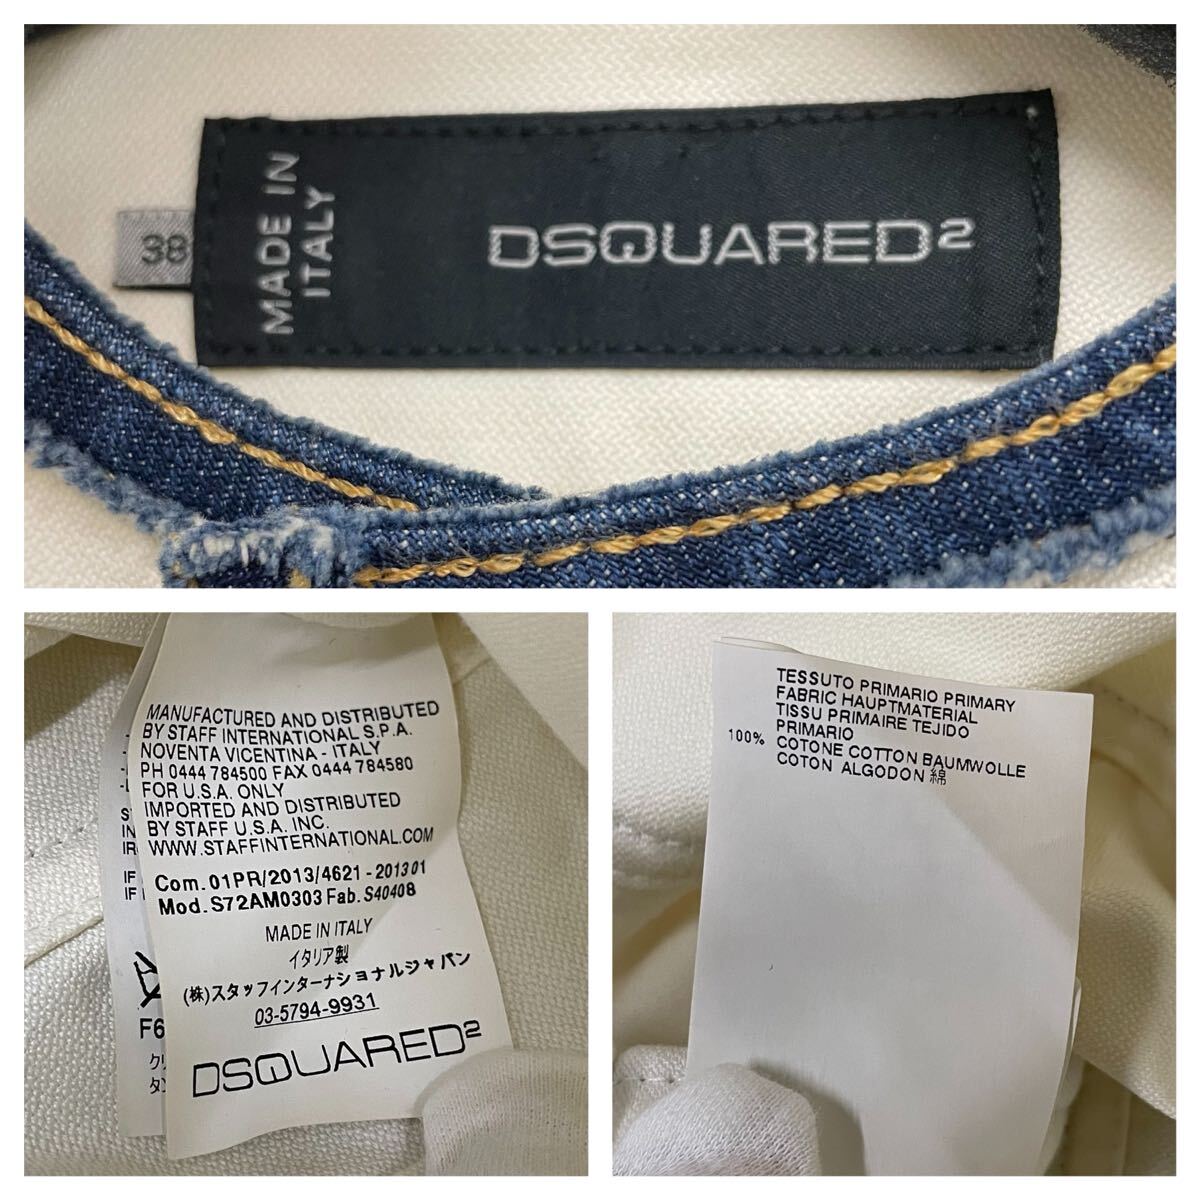 MADE IN
ITALY
38
DSQUARED2
MANUFACTURED AND DISTRIBUTED
BY STAFF INTERNATIONAL S.P.A.
NOVENTA VICENTINA - ITALY
PH 0444 784500 FAX 0444 784580
FOR U.S.A. ONLY
IMPORTED AND DISTRIBUTED
BY STAFF U.S.A. INC.
WWW.STAFFINTERNATIONAL.COM
Com. 01PR/2013/4621 - 201301
Mod. S72AM0303 Fab. S40408
MADE IN ITALY
イタリア製
(株)スタッフインターナショナルジャパン
03-5794-9931
DSQUARED2
IF
IF
F6
TESSUTO PRIMARIO PRIMARY
FABRIC HAUPTMATERIAL
TISSU PRIMAIRE TEJIDO
PRIMARIO
100% COTONE COTTON BAUMWOLLE
COTON ALGODON 綿